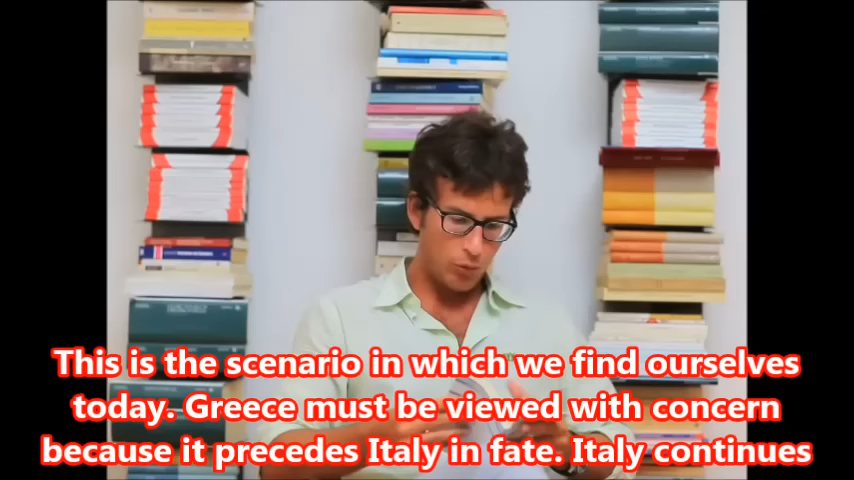 This is the scenario in which we find ourselves
today. Greece must be viewed with concern
because it precedes Italy in fate. Italy continues